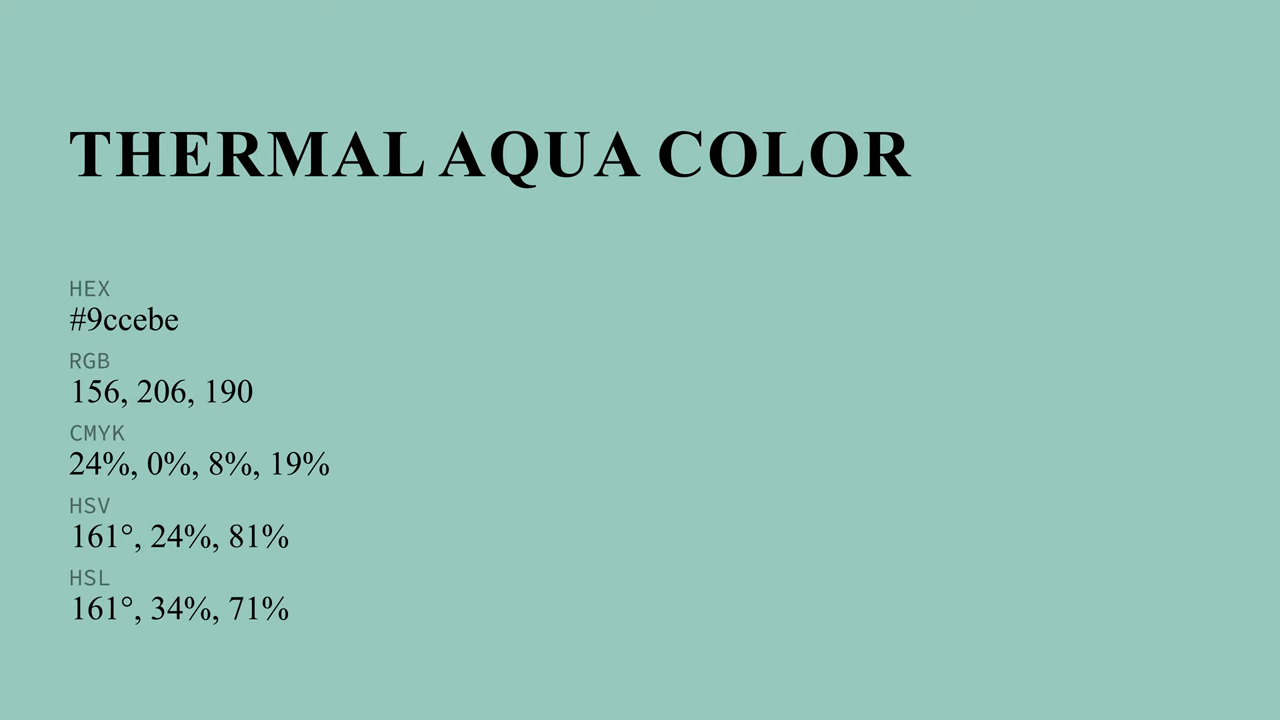 THERMAL AQUA COLOR
HEX
#9ccebe
RGB
156, 206, 190
CMYK
24%, 0%, 8%, 19%
HSV
161°, 24%, 81%
HSL
161°, 34%, 71%